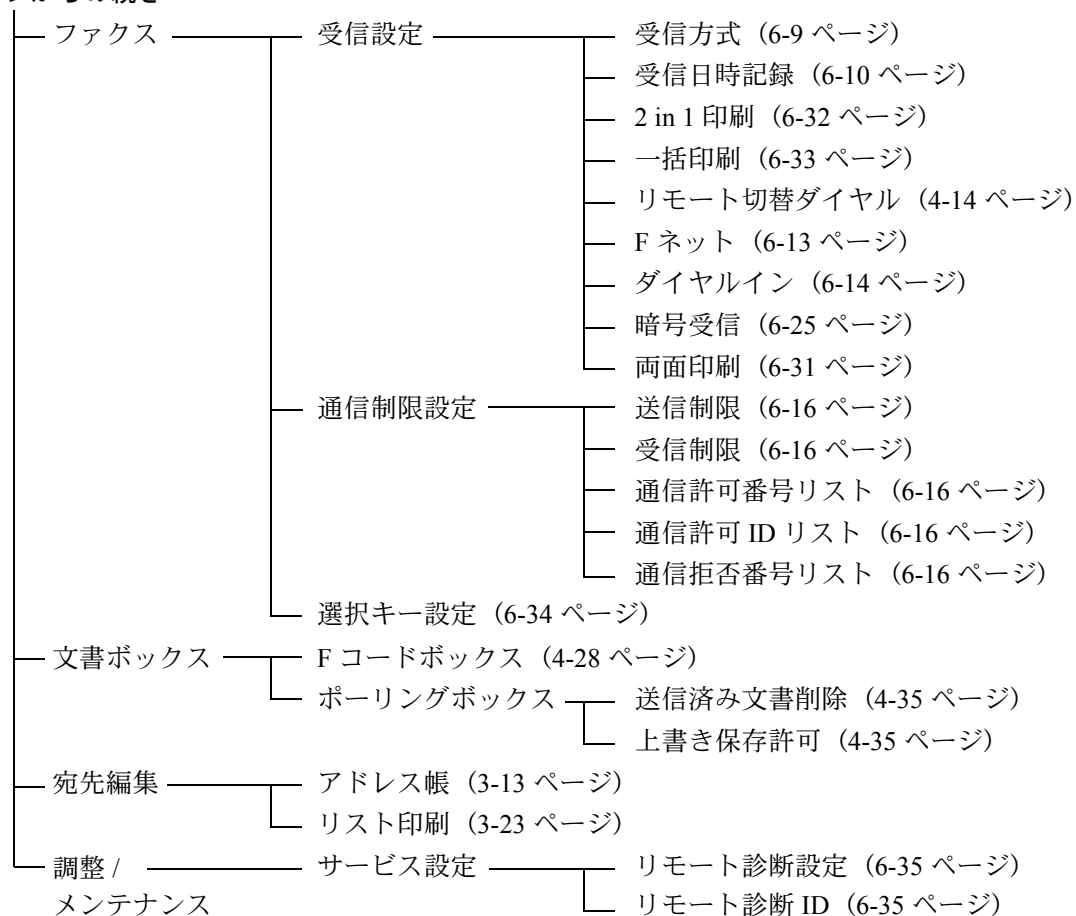 ファクス 受信設定 受信方式（6-9 ページ）
受信日時記録（6-10 ページ）
2 in 1 印刷（6-32 ページ）
一括印刷（6-33 ページ）
リモート切替ダイヤル（4-14 ページ）
F ネット（6-13 ページ）
ダイヤルイン（6-14 ページ）
暗号受信（6-25 ページ）
両面印刷（6-31 ページ）
通信制限設定 送信制限（6-16 ページ）
受信制限（6-16 ページ）
通信許可番号リスト（6-16 ページ）
通信許可 ID リスト（6-16 ページ）
通信拒否番号リスト（6-16 ページ）
選択キー設定（6-34 ページ）
文書ボックス F コードボックス（4-28 ページ）
ポーリングボックス 送信済み文書削除（4-35 ページ）
上書き保存許可（4-35 ページ）
宛先編集 アドレス帳（3-13 ページ）
リスト印刷（3-23 ページ）
調整 / サービス設定 リモート診断設定（6-35 ページ）
メンテナンス リモート診断 ID（6-35 ページ）